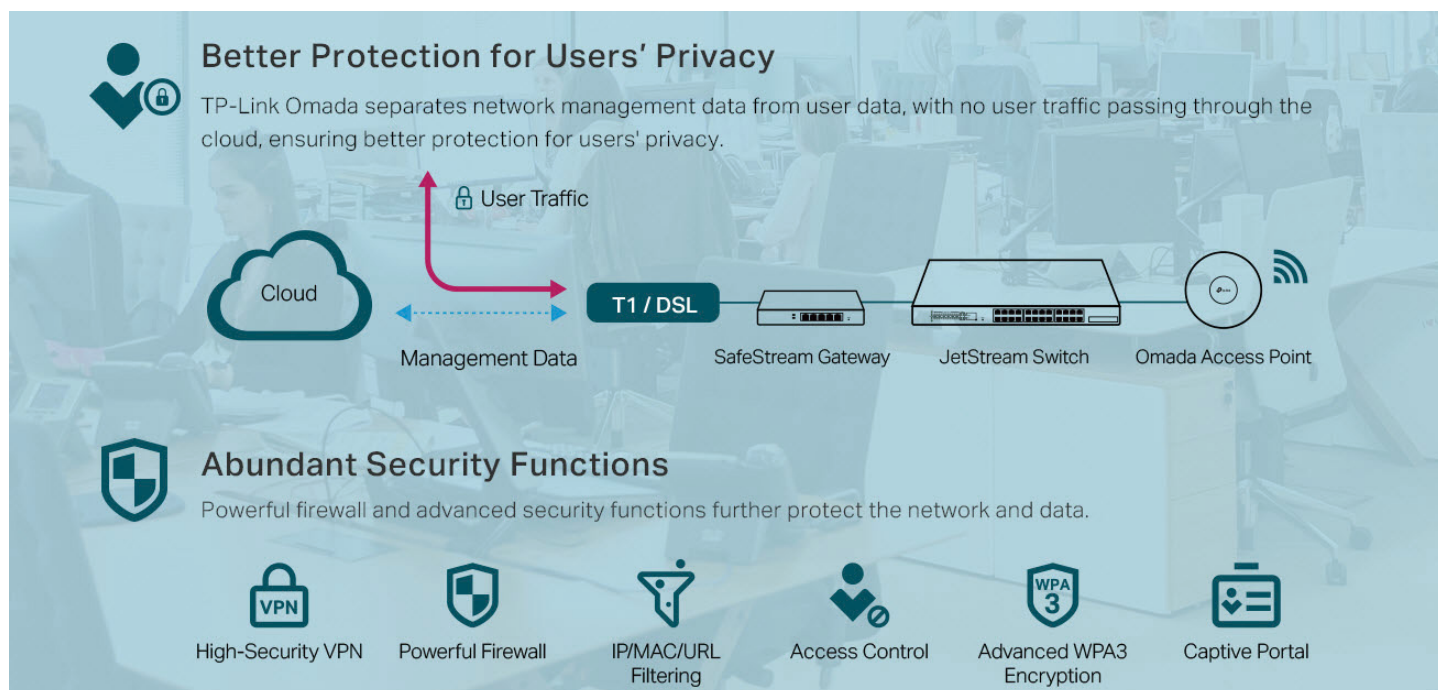 Better Protection for Users' Privacy
TP-Link Omada separates network management data from user data, with no user traffic passing through the
cloud, ensuring better protection for users' privacy.
User Traffic
Cloud
T1 / DSL
Management Data
SafeStream Gateway
JetStream Switch
Omada Access Point
Abundant Security Functions
Powerful firewall and advanced security functions further protect the network and data.
VPN
WPA
3
High-Security VPN
Powerful Firewall
IP/MAC/URL
Filtering
Access Control
Advanced WPA3
Encryption
Captive Portal